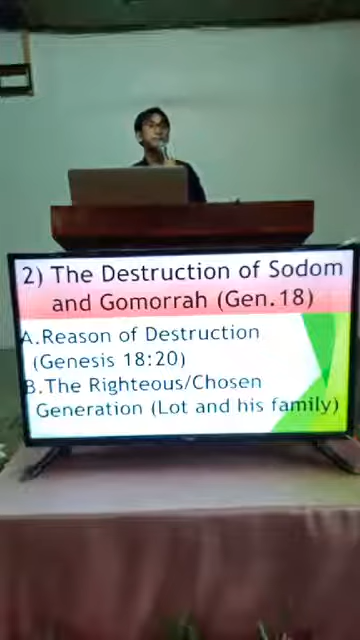 2) The Destruction of Sodom
and Gomorrah (Gen.18)
A.Reason of Destruction
(Genesis 18:20)
B.The Righteous/Chosen
Generation (Lot and his family)